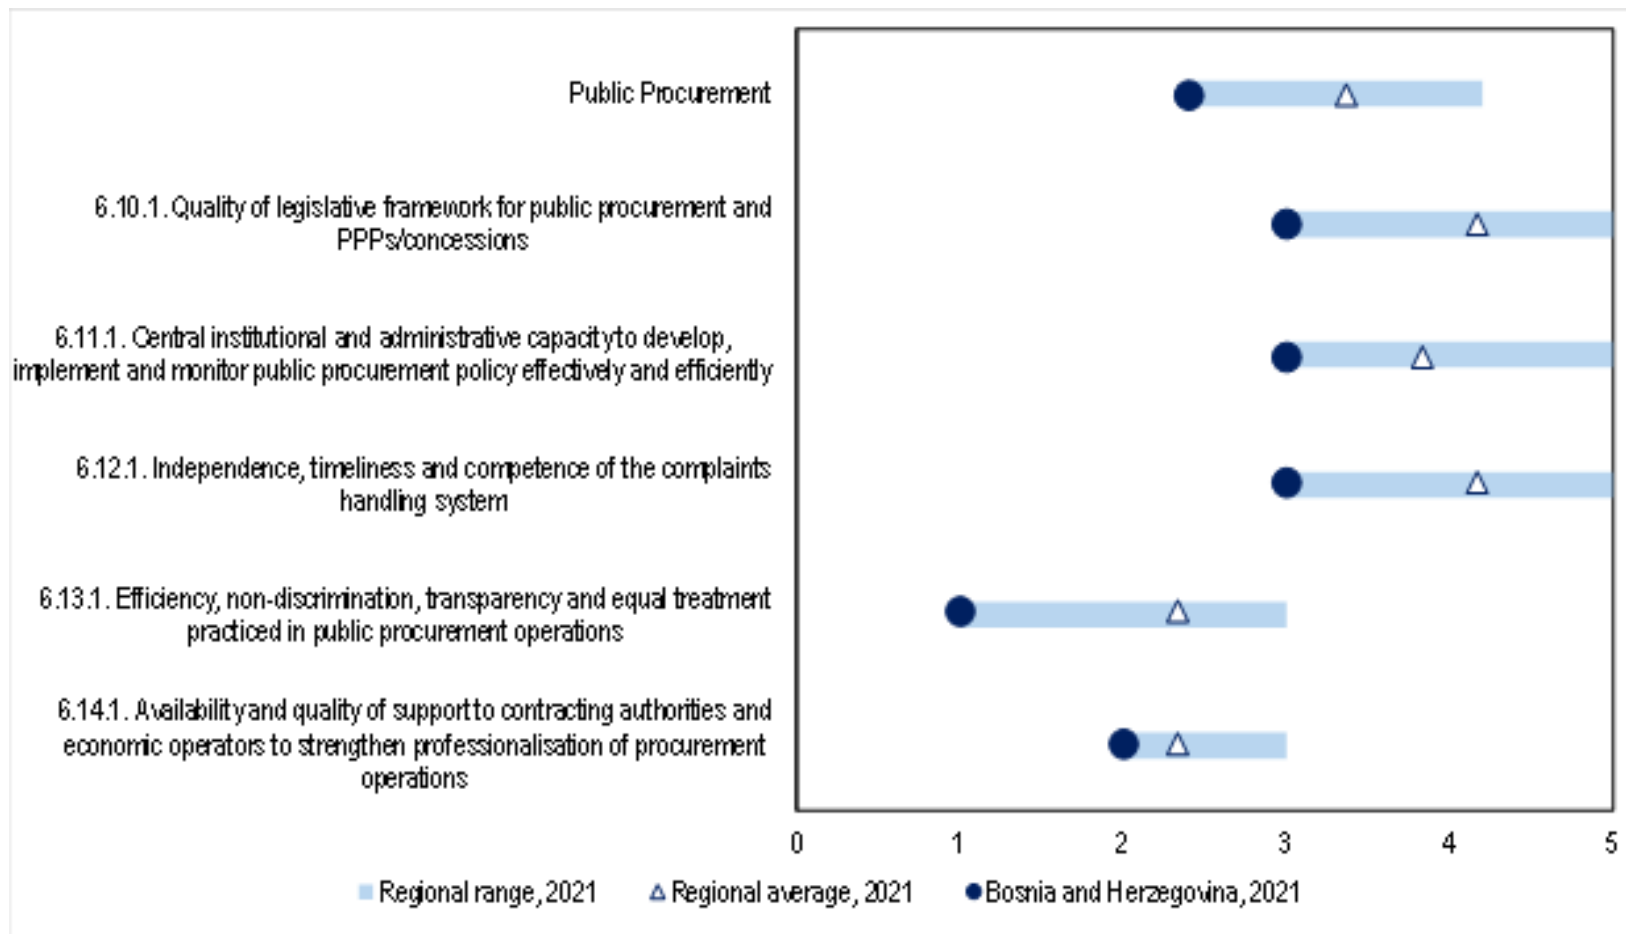 Public Procurement
6.10.1. Quality of legislative framework for public procurement and
PPPs/concessions
6.11.1. Central institutional and administrative capacity to develop,
implement and monitor public procurement policy effectively and efficiently
6.12.1. Independence, timeliness and competence of the complaints
handling system
6.13.1. Efficiency, non-discrimination, transparency and equal treatment
practiced in public procurement operations
6.14.1. Availability and quality of support to contracting authorities and
economic operators to strengthen professionalisation of procurement
operations
0 1 2 3 4 5
Regional range, 2021 Regional average, 2021 Bosnia and Herzegovina, 2021